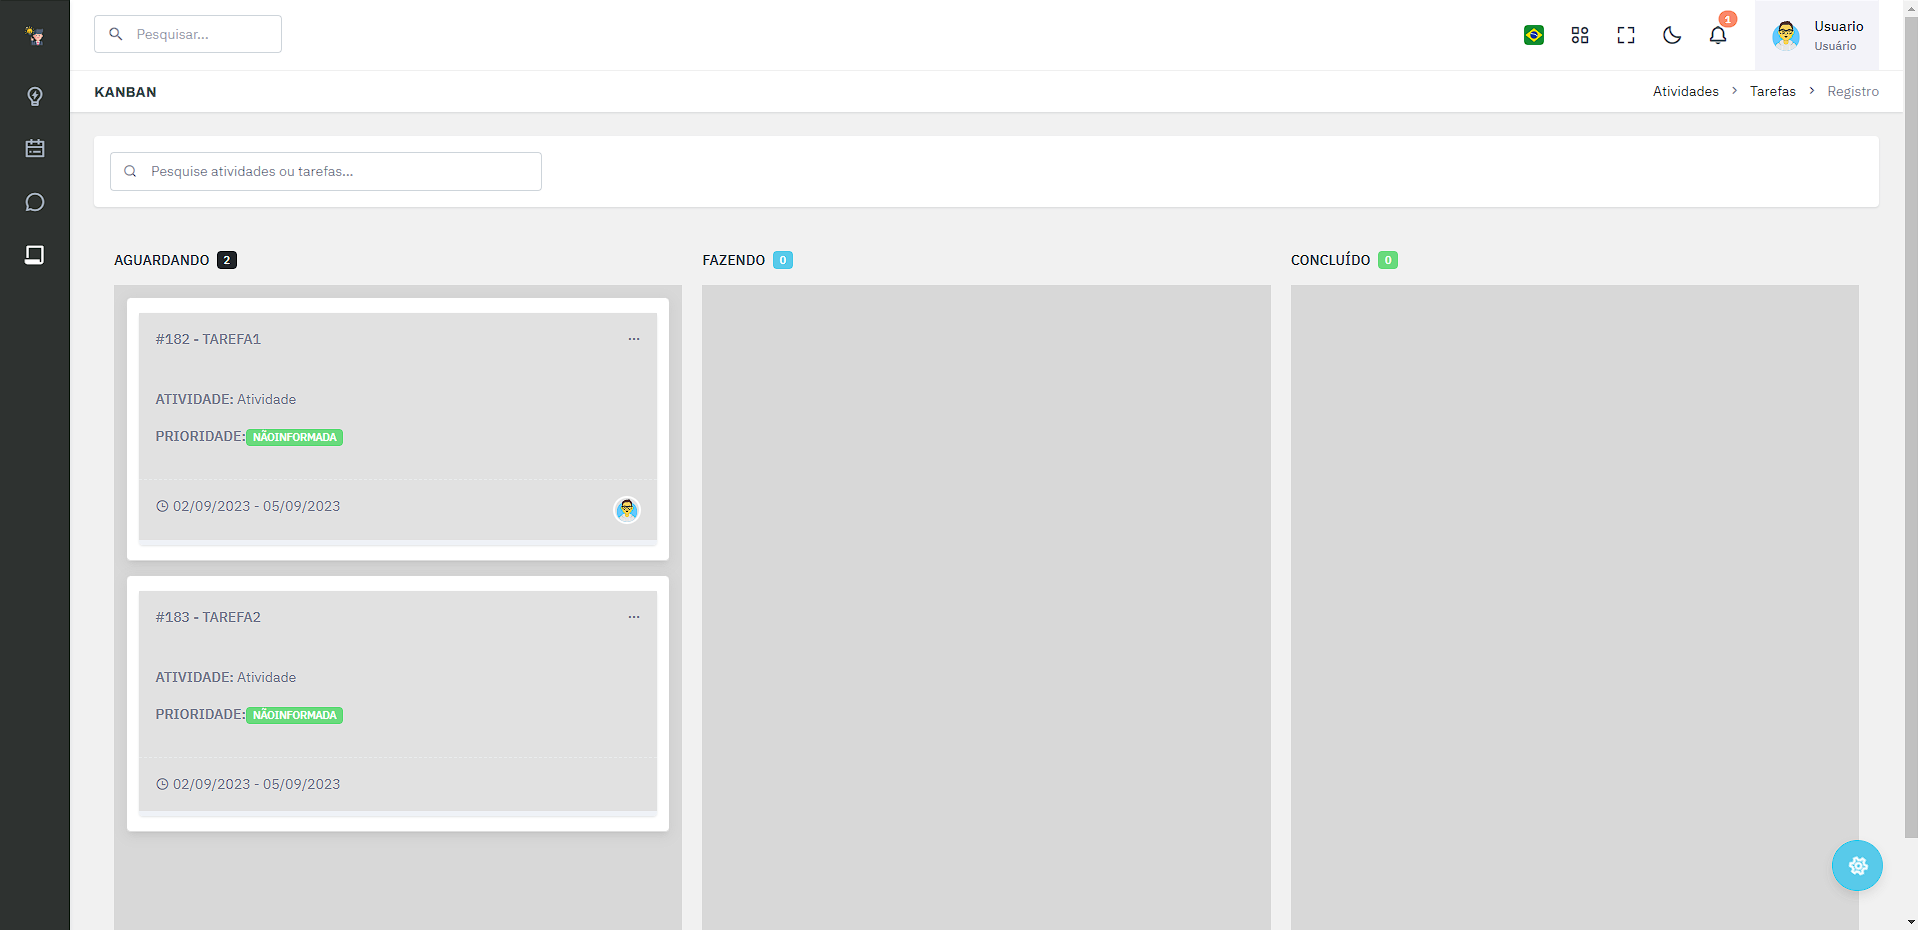 Pesquisar...
1
Usuario
Usuário
KANBAN
Atividades > Tarefas > Registro
Pesquise atividades ou tarefas...
AGUARDANDO 2
#182 - TAREFA1
ATIVIDADE: Atividade
PRIORIDADE: NÃOINFORMADA
02/09/2023 - 05/09/2023
#183 - TAREFA2
ATIVIDADE: Atividade
PRIORIDADE: NÃOINFORMADA
02/09/2023 - 05/09/2023
FAZENDO 0
CONCLUÍDO 0